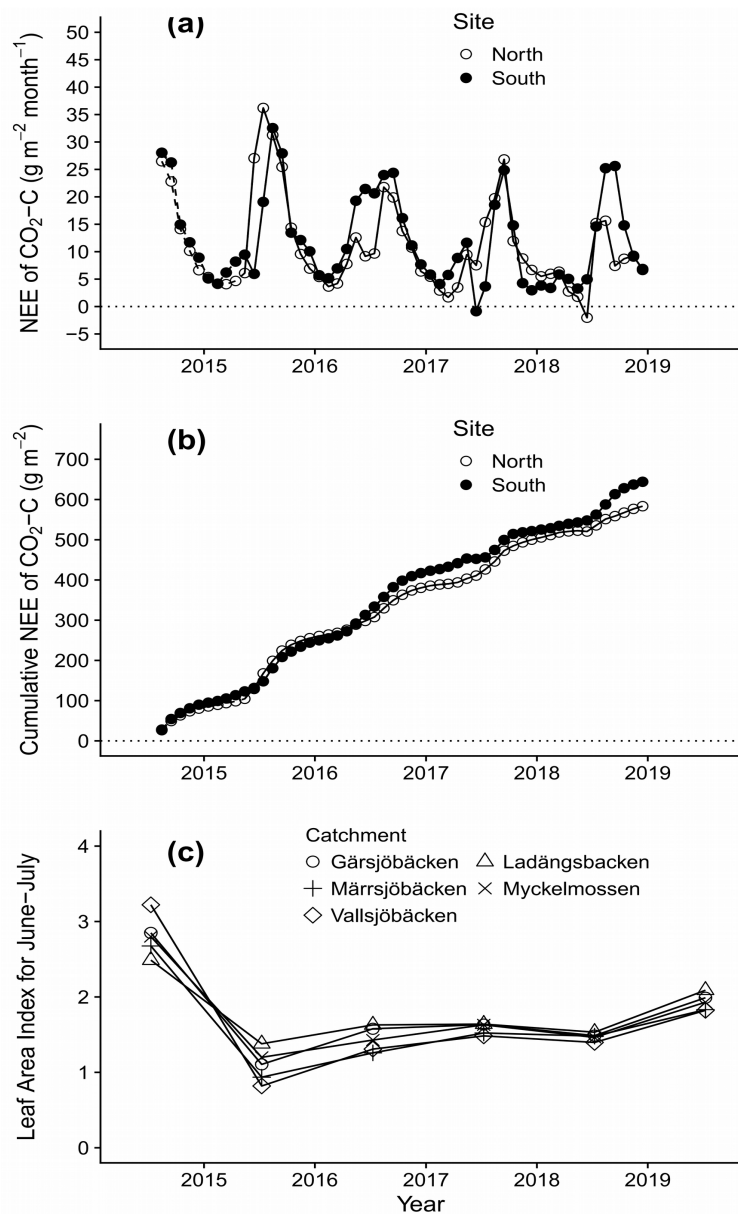 (a)
Site
North
South
NEE of CO₂−C (g m⁻² month⁻¹)
50
45
40
35
30
25
20
15
10
5
0
−5
2015 2016 2017 2018 2019
(b)
Site
North
South
Cumulative NEE of CO₂−C (g m⁻²)
700
600
500
400
300
200
100
0
2015 2016 2017 2018 2019
(c)
Catchment
Gärsjöbäcken Ladängsbacken
Märrsjöbäcken Myckelmossen
Vallsjöbäcken
Leaf Area Index for June−July
4
3
2
1
0
2015 2016 2017 2018 2019
Year